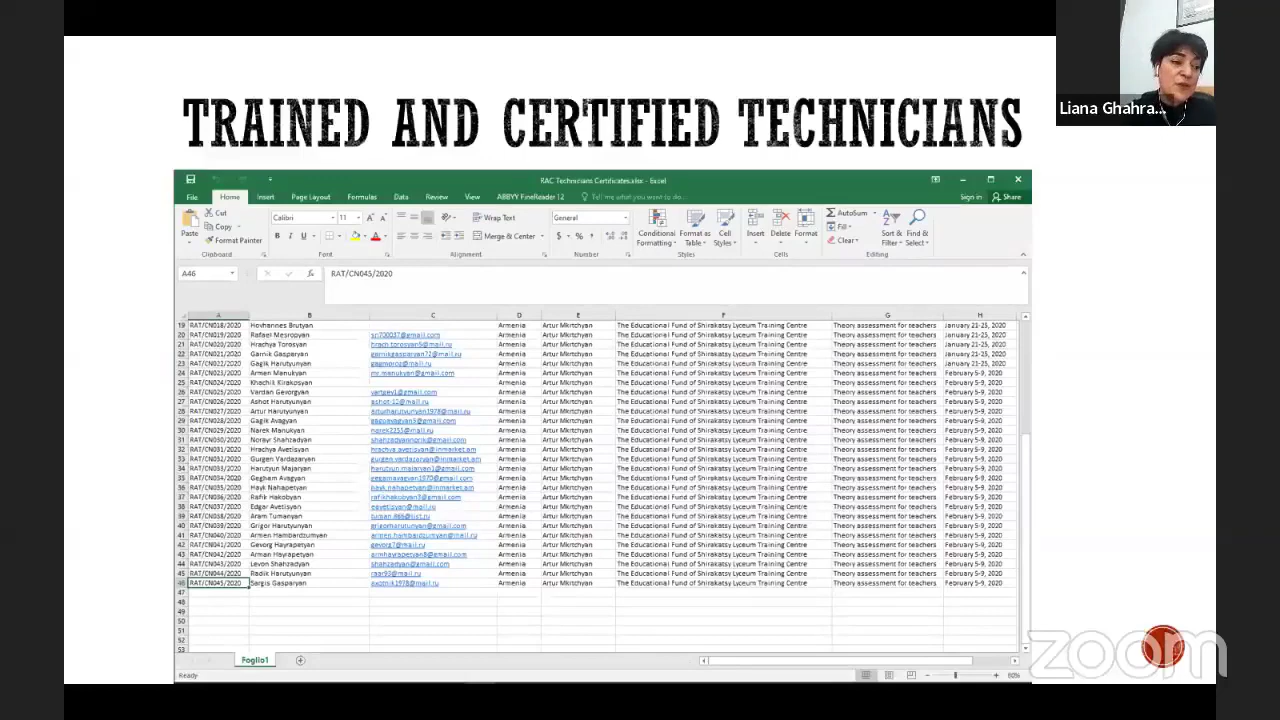 Liana Ghahra...
TRAINED AND CERTIFIED TECHNICIANS
RAC Technicians Certificates.xlsx - Excel
File Home Insert Page Layout Formulas Data Review View ABBYY FineReader 12 Tell me what you want to do... Sign in Share
Cut
Copy
Format Painter
Paste
Calibri 11
B I U
Wrap Text
Merge & Center
General
$ % ,
Conditional Formatting
Format as Table
Cell Styles
Insert Delete Format
AutoSum
Fill
Clear
Sort & Filter
Find & Select
Clipboard Font Alignment Number Styles Cells Editing
A46 fx RAT/CN045/2020
A B C D E F G H
19 RAT/CN018/2020 Hovhannes Brutyan Armenia Artur Mkrtchyan The Educational Fund of Shirakatsy Lyceum Training Centre Theory assessment for teachers January 21-25, 2020
20 RAT/CN019/2020 Rafael Mesropyan Armenia Artur Mkrtchyan The Educational Fund of Shirakatsy Lyceum Training Centre Theory assessment for teachers January 21-25, 2020
21 RAT/CN020/2020 Hrachya Torosyan Armenia Artur Mkrtchyan The Educational Fund of Shirakatsy Lyceum Training Centre Theory assessment for teachers January 21-25, 2020
22 RAT/CN021/2020 Garnik Gasparyan Armenia Artur Mkrtchyan The Educational Fund of Shirakatsy Lyceum Training Centre Theory assessment for teachers January 21-25, 2020
23 RAT/CN022/2020 Gagik Harutyunyan Armenia Artur Mkrtchyan The Educational Fund of Shirakatsy Lyceum Training Centre Theory assessment for teachers January 21-25, 2020
24 RAT/CN023/2020 Armen Manukyan Armenia Artur Mkrtchyan The Educational Fund of Shirakatsy Lyceum Training Centre Theory assessment for teachers February 5-9, 2020
25 RAT/CN024/2020 Khachik Kirakosyan Armenia Artur Mkrtchyan The Educational Fund of Shirakatsy Lyceum Training Centre Theory assessment for teachers February 5-9, 2020
26 RAT/CN025/2020 Vardan Gevorgyan Armenia Artur Mkrtchyan The Educational Fund of Shirakatsy Lyceum Training Centre Theory assessment for teachers February 5-9, 2020
27 RAT/CN026/2020 Ashot Harutyunyan Armenia Artur Mkrtchyan The Educational Fund of Shirakatsy Lyceum Training Centre Theory assessment for teachers February 5-9, 2020
28 RAT/CN027/2020 Artur Harutyunyan Armenia Artur Mkrtchyan The Educational Fund of Shirakatsy Lyceum Training Centre Theory assessment for teachers February 5-9, 2020
29 RAT/CN028/2020 Gagik Avagyan Armenia Artur Mkrtchyan The Educational Fund of Shirakatsy Lyceum Training Centre Theory assessment for teachers February 5-9, 2020
30 RAT/CN029/2020 Narek Manukyan Armenia Artur Mkrtchyan The Educational Fund of Shirakatsy Lyceum Training Centre Theory assessment for teachers February 5-9, 2020
31 RAT/CN030/2020 Norayr Shahzadyan Armenia Artur Mkrtchyan The Educational Fund of Shirakatsy Lyceum Training Centre Theory assessment for teachers February 5-9, 2020
32 RAT/CN031/2020 Hrachya Avetisyan Armenia Artur Mkrtchyan The Educational Fund of Shirakatsy Lyceum Training Centre Theory assessment for teachers February 5-9, 2020
33 RAT/CN032/2020 Gurgen Vardazaryan Armenia Artur Mkrtchyan The Educational Fund of Shirakatsy Lyceum Training Centre Theory assessment for teachers February 5-9, 2020
34 RAT/CN033/2020 Harutyun Majaryan Armenia Artur Mkrtchyan The Educational Fund of Shirakatsy Lyceum Training Centre Theory assessment for teachers February 5-9, 2020
35 RAT/CN034/2020 Gegham Avagyan Armenia Artur Mkrtchyan The Educational Fund of Shirakatsy Lyceum Training Centre Theory assessment for teachers February 5-9, 2020
36 RAT/CN035/2020 Hayk Nahapetyan Armenia Artur Mkrtchyan The Educational Fund of Shirakatsy Lyceum Training Centre Theory assessment for teachers February 5-9, 2020
37 RAT/CN036/2020 Rafik Hakobyan Armenia Artur Mkrtchyan The Educational Fund of Shirakatsy Lyceum Training Centre Theory assessment for teachers February 5-9, 2020
38 RAT/CN037/2020 Edgar Avetisyan Armenia Artur Mkrtchyan The Educational Fund of Shirakatsy Lyceum Training Centre Theory assessment for teachers February 5-9, 2020
39 RAT/CN038/2020 Aram Tumanyan Armenia Artur Mkrtchyan The Educational Fund of Shirakatsy Lyceum Training Centre Theory assessment for teachers February 5-9, 2020
40 RAT/CN039/2020 Grigor Harutyunyan Armenia Artur Mkrtchyan The Educational Fund of Shirakatsy Lyceum Training Centre Theory assessment for teachers February 5-9, 2020
41 RAT/CN040/2020 Armen Hambardzumyan Armenia Artur Mkrtchyan The Educational Fund of Shirakatsy Lyceum Training Centre Theory assessment for teachers February 5-9, 2020
42 RAT/CN041/2020 Gevorg Hayrapetyan Armenia Artur Mkrtchyan The Educational Fund of Shirakatsy Lyceum Training Centre Theory assessment for teachers February 5-9, 2020
43 RAT/CN042/2020 Arman Hayrapetyan Armenia Artur Mkrtchyan The Educational Fund of Shirakatsy Lyceum Training Centre Theory assessment for teachers February 5-9, 2020
44 RAT/CN043/2020 Levon Shahzadyan Armenia Artur Mkrtchyan The Educational Fund of Shirakatsy Lyceum Training Centre Theory assessment for teachers February 5-9, 2020
45 RAT/CN044/2020 Radik Harutyunyan Armenia Artur Mkrtchyan The Educational Fund of Shirakatsy Lyceum Training Centre Theory assessment for teachers February 5-9, 2020
46 RAT/CN045/2020 Sargis Gasparyan Armenia Artur Mkrtchyan The Educational Fund of Shirakatsy Lyceum Training Centre Theory assessment for teachers February 5-9, 2020
47
48
49
50
51
52
53
Foglio1
Ready 80%
zoom